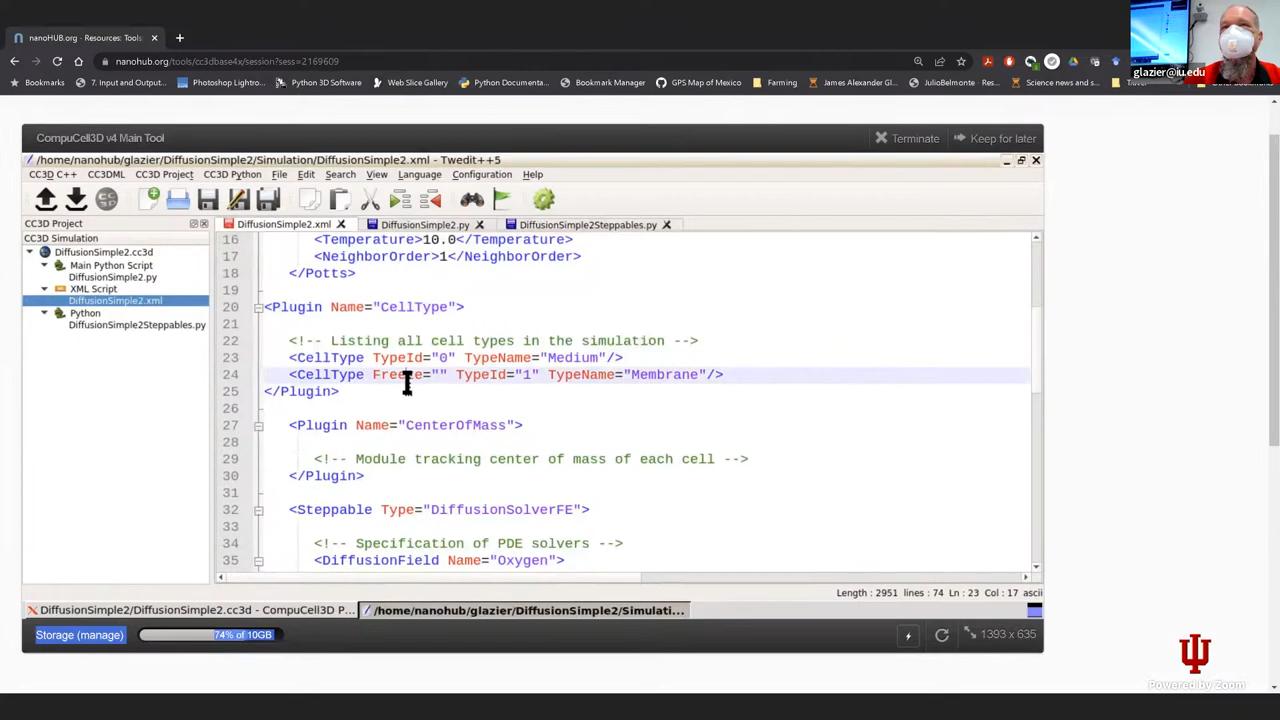 nanoHUB.org - Resources: Tools
nanohub.org/tools/cc3dbase4x/session?sess=2169609
Bookmarks
7. Input and Output...
Photoshop Lightro...
Python 3D Software
Web Slice Gallery
Python Documenta...
Bookmark Manager
GPS Map of Mexico
Farming
James Alexander Gl...
JulioBelmonte
Science news and s...
glazier@iu.edu
CompuCell3D v4 Main Tool
Terminate
Keep for later
/home/nanohub/glazier/DiffusionSimple2/Simulation/DiffusionSimple2.xml - Twedit++5
CC3D C++ CC3DML CC3D Project CC3D Python File Edit Search View Language Configuration Help
CC3D Project
CC3D Simulation
DiffusionSimple2.cc3d
Main Python Script
DiffusionSimple2.py
XML Script
DiffusionSimple2.xml
Python
DiffusionSimple2Steppables.py
DiffusionSimple2.xml
DiffusionSimple2.py
DiffusionSimple2Steppables.py
16 <Temperature>10.0</Temperature>
17 <NeighborOrder>1</NeighborOrder>
18 </Potts>
19
20 <Plugin Name="CellType">
21
22 <!-- Listing all cell types in the simulation -->
23 <CellType TypeId="0" TypeName="Medium"/>
24 <CellType Freeze="" TypeId="1" TypeName="Membrane"/>
25 </Plugin>
26
27 <Plugin Name="CenterOfMass">
28
29 <!-- Module tracking center of mass of each cell -->
30 </Plugin>
31
32 <Steppable Type="DiffusionSolverFE">
33
34 <!-- Specification of PDE solvers -->
35 <DiffusionField Name="Oxygen">
Length : 2951 lines : 74 Ln : 23 Col : 17 ascii
DiffusionSimple2/DiffusionSimple2.cc3d - CompuCell3D P...
/home/nanohub/glazier/DiffusionSimple2/Simulati...
Storage (manage)
74% of 10GB
1393 x 635
Powered by Zoom